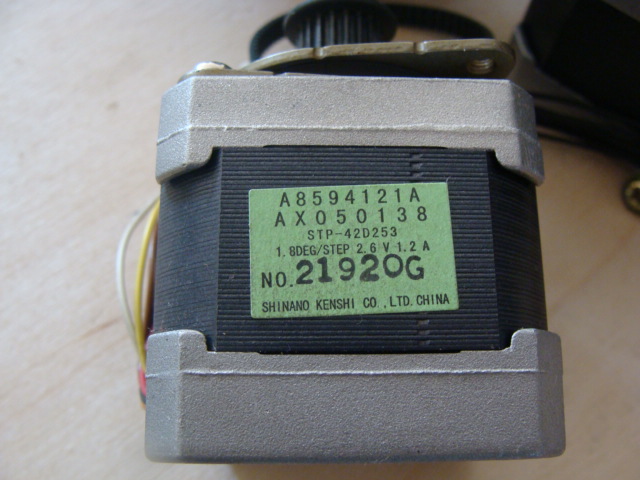 A8594121A
AX050138
STP-42D253
1.8DEG/STEP 2.6 V 1.2 A
NO.21920G
SHINANO KENSHI CO.,LTD.CHINA